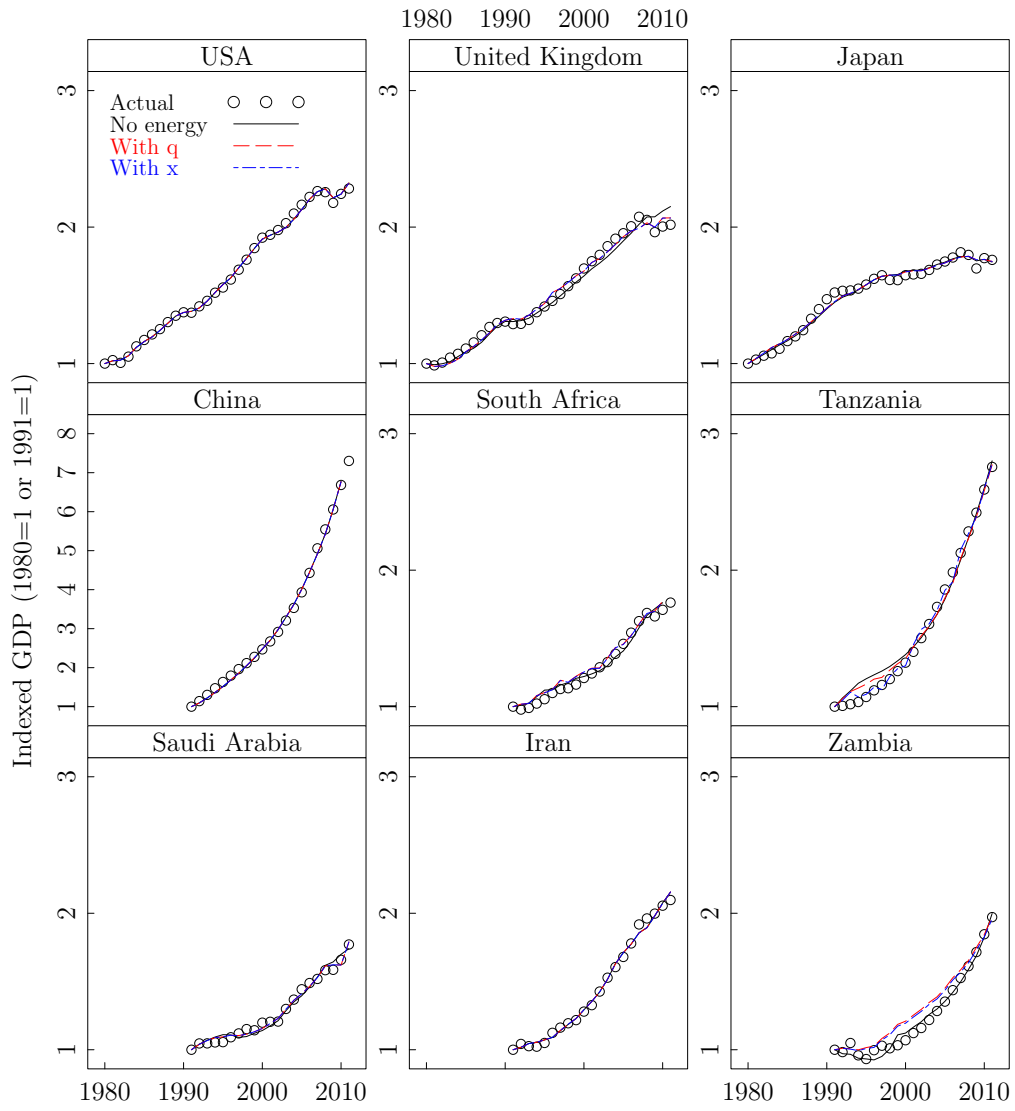 1980 1990 2000 2010
USA United Kingdom Japan
Actual
No energy
With q
With x
1 2 3
1 2 3
1 2 3
China South Africa Tanzania
1 2 3 4 5 6 7 8
1 2 3
1 2 3
Indexed GDP (1980=1 or 1991=1)
Saudi Arabia Iran Zambia
1 2 3
1 2 3
1 2 3
1980 1990 2000 2010 1980 1990 2000 2010